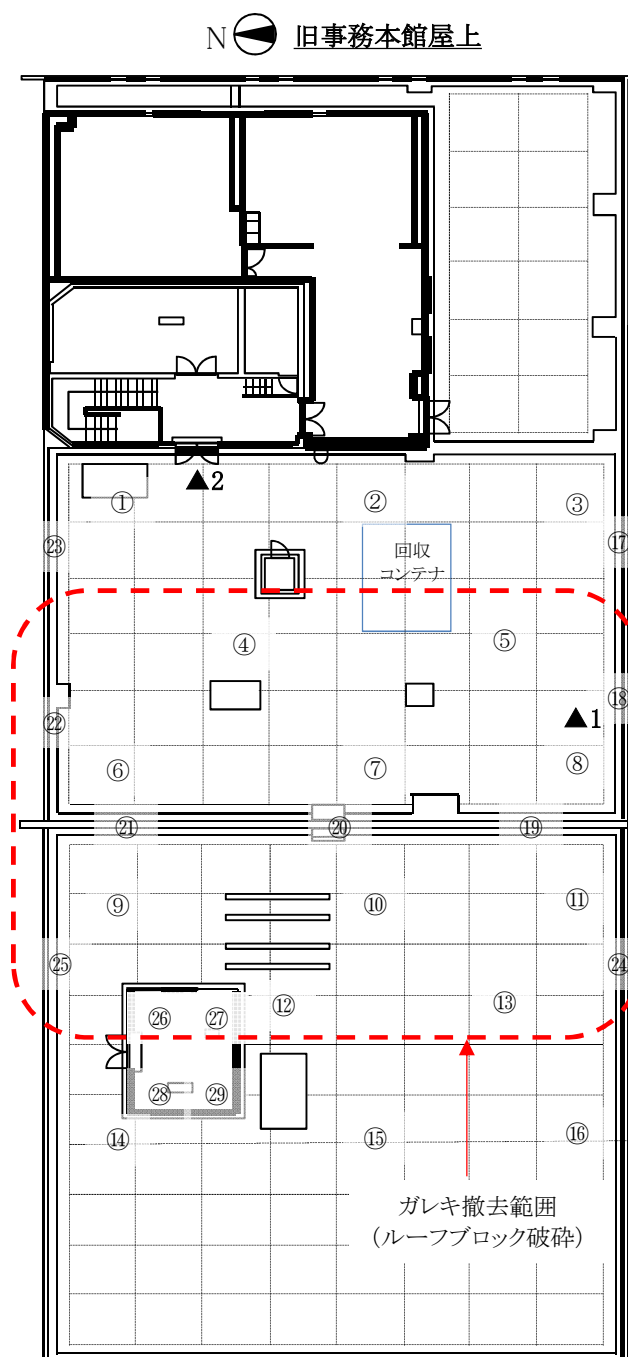 N 旧事務本館屋上
▲2
① ② ③
㉓ 回収 ⑰
コンテナ
④ ⑤
㉒ ▲1 ⑱
⑥ ⑦ ⑧
㉑ ⑳ ⑲
⑨ ⑩ ⑪
㉕ ㉔
⑫ ⑬
㉖ ㉗
㉘ ㉙
⑭ ⑮ ⑯
ガレキ撤去範囲
(ルーフブロック破砕)